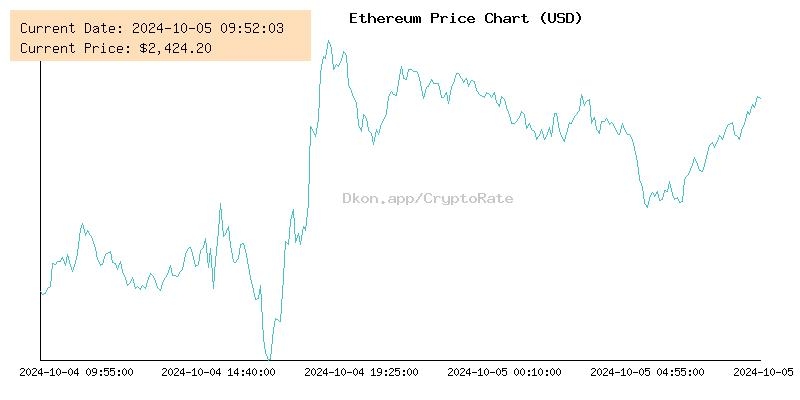 Ethereum Price Chart (USD)
Current Date: 2024-10-05 09:52:03
Current Price: $2,424.20
Dkon.app/CryptoRate
2024-10-04 09:55:00
2024-10-04 14:40:00
2024-10-04 19:25:00
2024-10-05 00:10:00
2024-10-05 04:55:00
2024-10-05